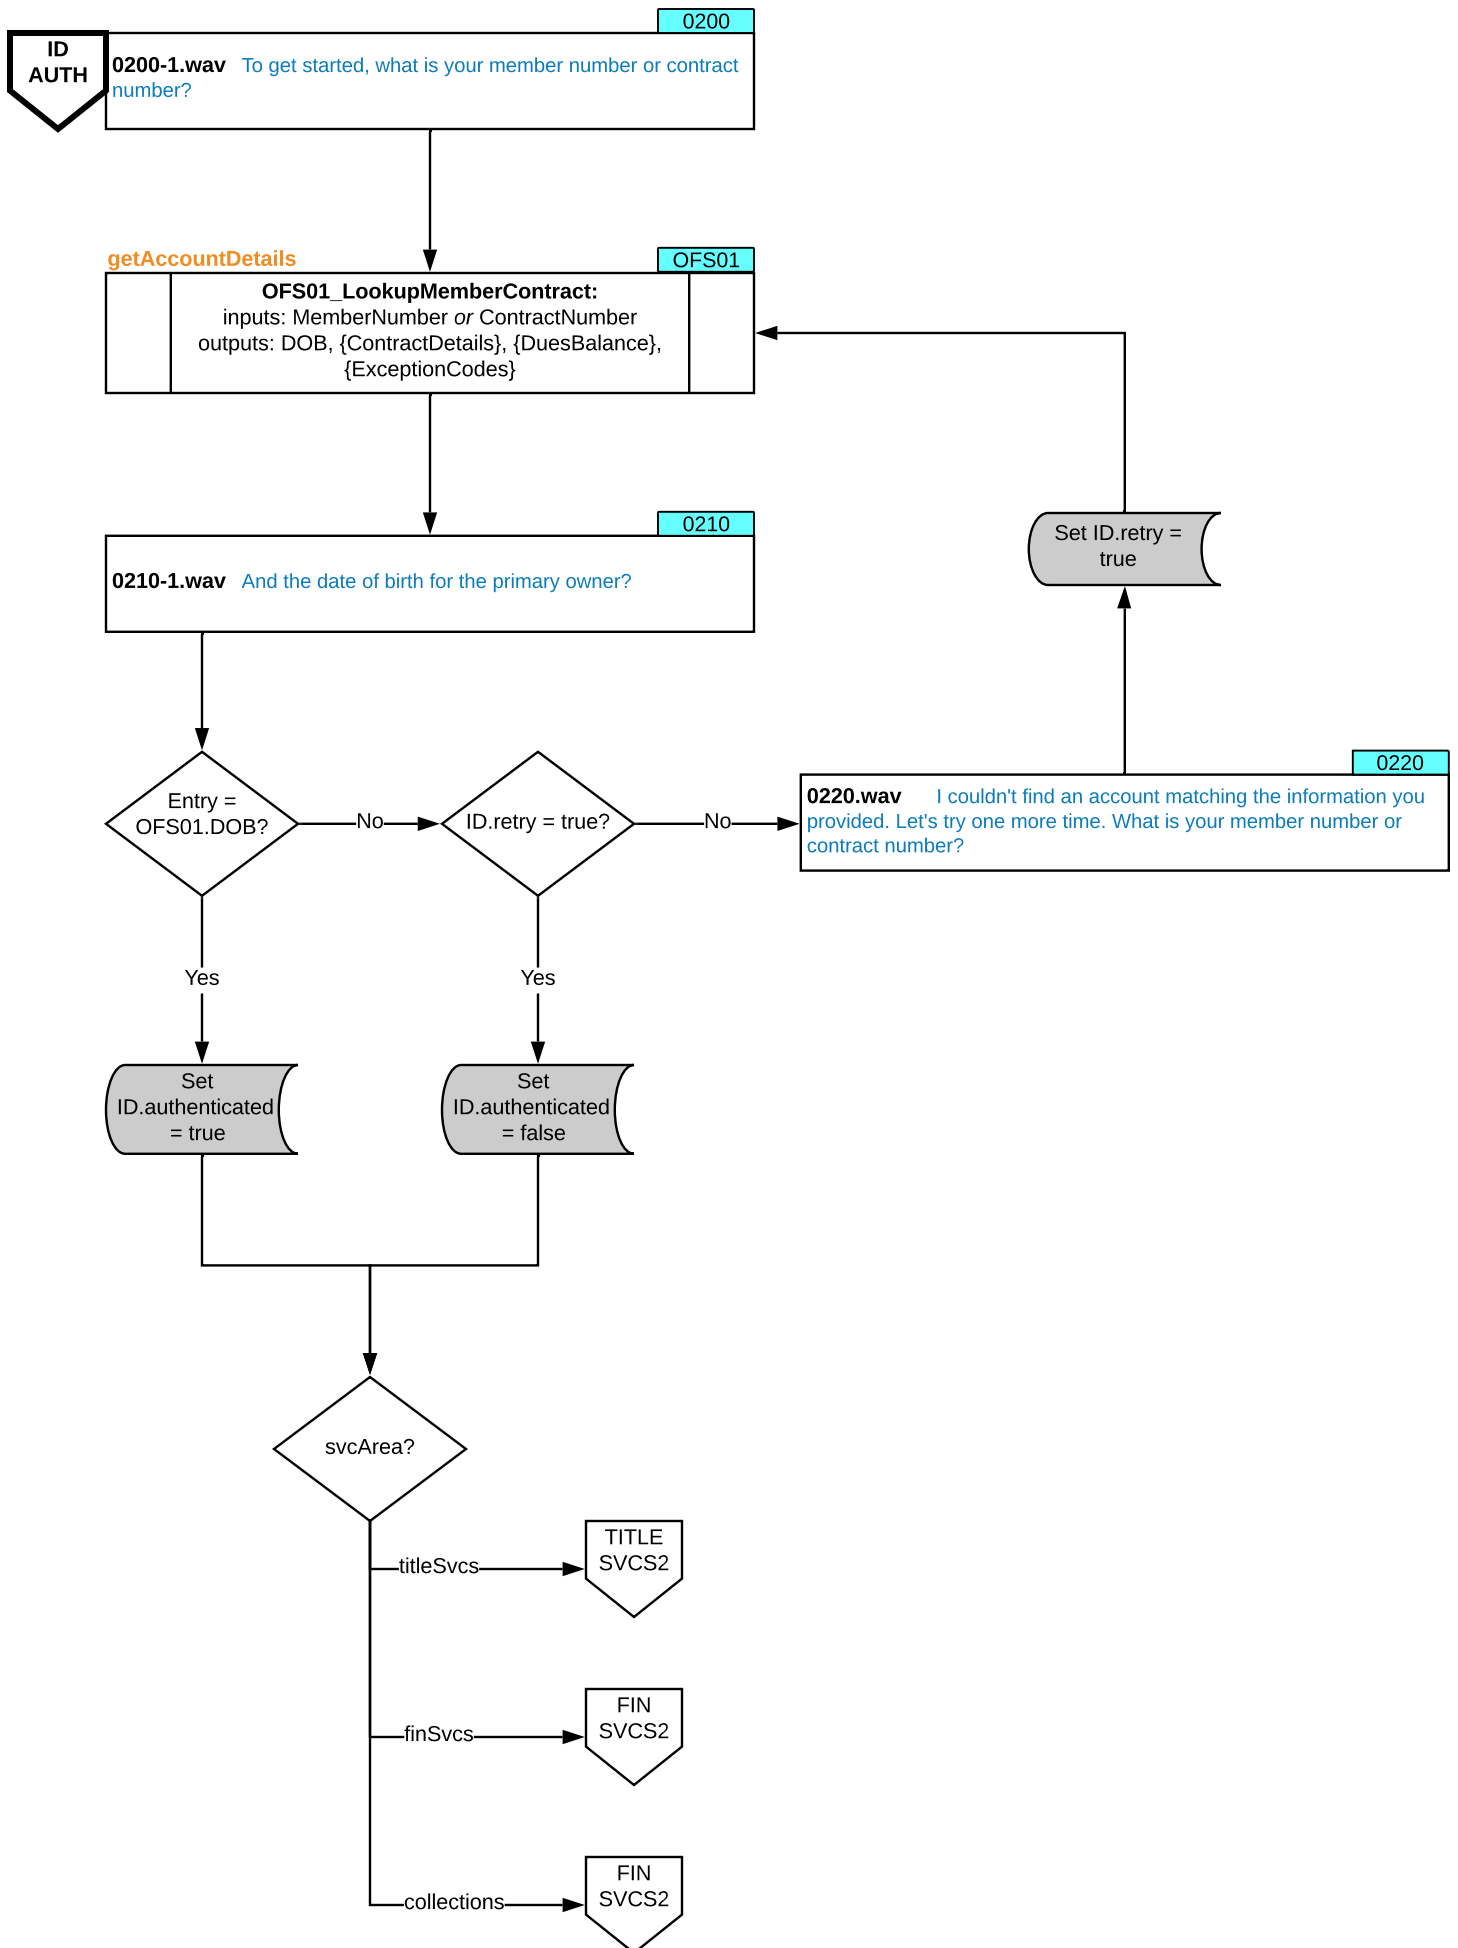 0200
ID
AUTH
0200-1.wav To get started, what is your member number or contract
number?
getAccountDetails
OFS01
OFS01_LookupMemberContract:
inputs: MemberNumber or ContractNumber
outputs: DOB, {ContractDetails}, {DuesBalance},
{ExceptionCodes}
0210
0210-1.wav And the date of birth for the primary owner?
Set ID.retry =
true
0220
0220.wav I couldn't find an account matching the information you
provided. Let's try one more time. What is your member number or
contract number?
Entry =
OFS01.DOB?
No
ID.retry = true?
No
Yes
Yes
Set
ID.authenticated
= true
Set
ID.authenticated
= false
svcArea?
titleSvcs
TITLE
SVCS2
finSvcs
FIN
SVCS2
collections
FIN
SVCS2